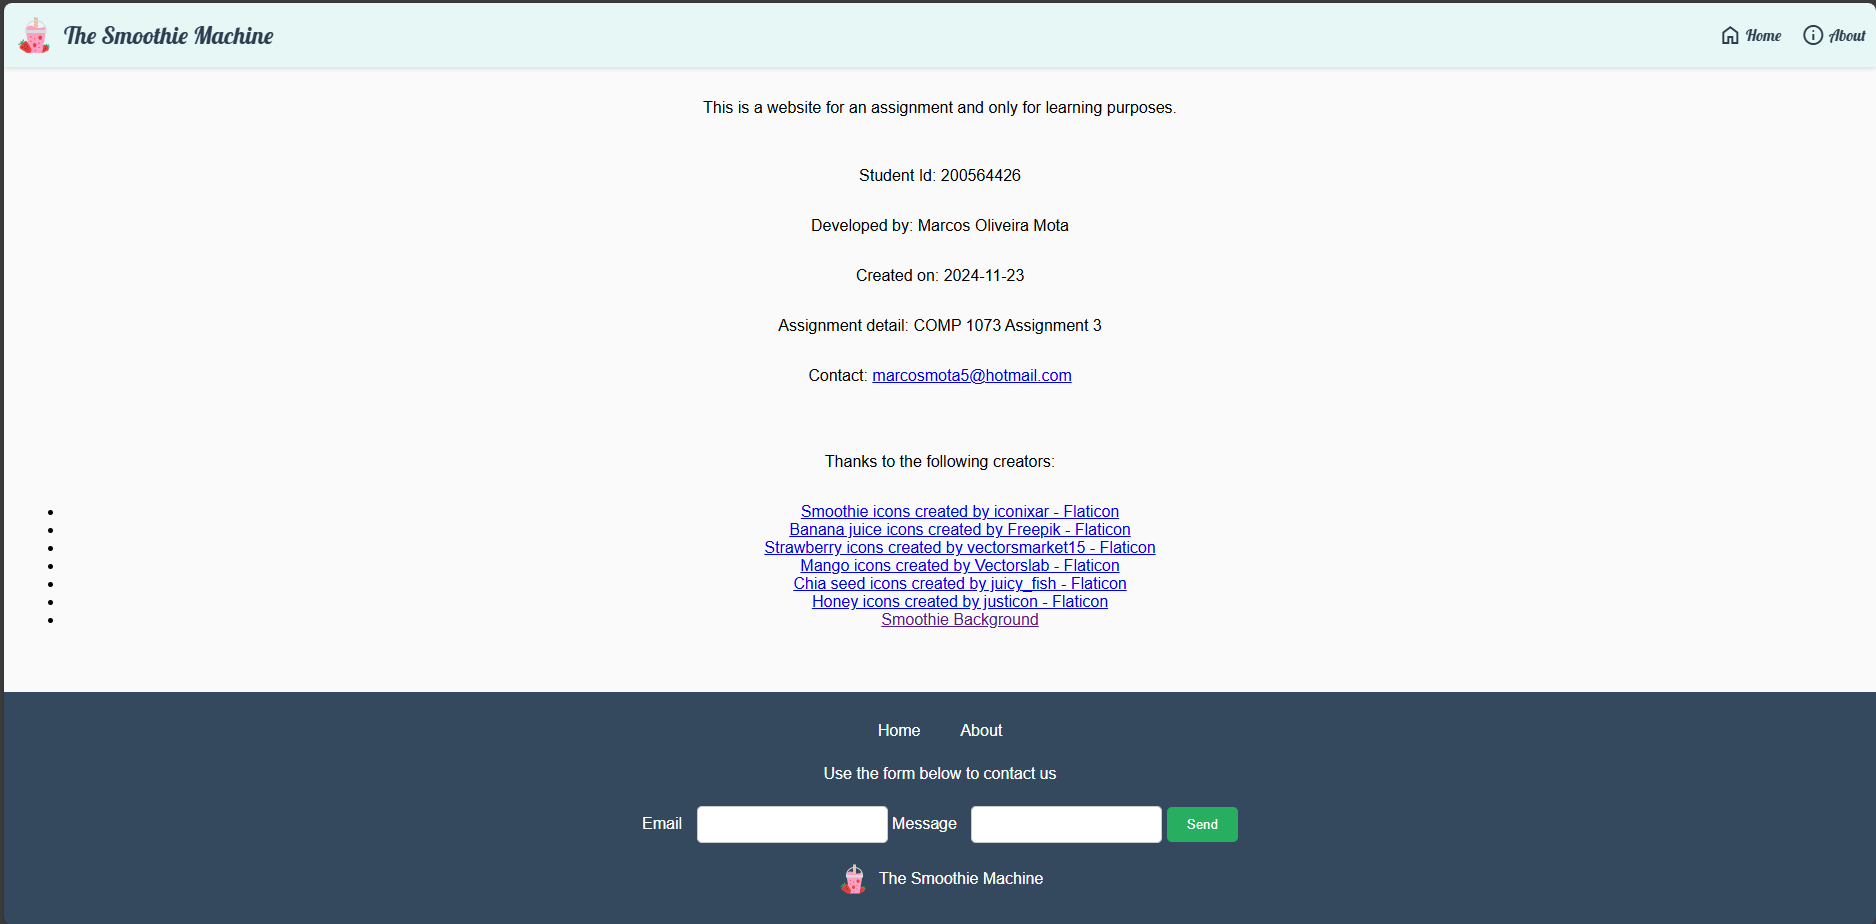 The Smoothie Machine
Home
About
This is a website for an assignment and only for learning purposes.
Student Id: 200564426
Developed by: Marcos Oliveira Mota
Created on: 2024-11-23
Assignment detail: COMP 1073 Assignment 3
Contact: marcosmota5@hotmail.com
Thanks to the following creators:
Smoothie icons created by iconixar - Flaticon
Banana juice icons created by Freepik - Flaticon
Strawberry icons created by vectorsmarket15 - Flaticon
Mango icons created by Vectorslab - Flaticon
Chia seed icons created by juicy_fish - Flaticon
Honey icons created by justicon - Flaticon
Smoothie Background
Home About
Use the form below to contact us
Email Message Send
The Smoothie Machine